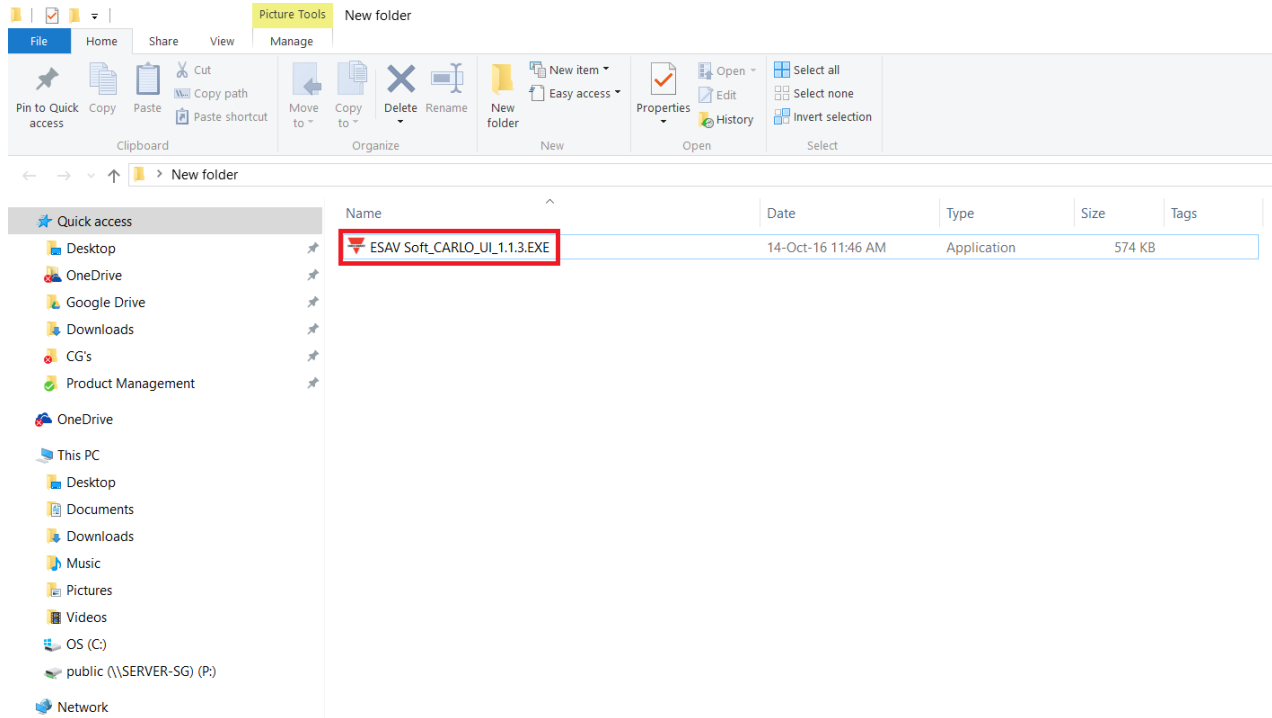 Picture Tools New folder
File Home Share View Manage
Pin to Quick access
Copy
Paste
Cut
Copy path
Paste shortcut
Clipboard
Move to
Copy to
Delete
Rename
Organize
New folder
New item
Easy access
New
Properties
Open
Edit
History
Open
Select all
Select none
Invert selection
Select
New folder
Quick access
Desktop
OneDrive
Google Drive
Downloads
CG's
Product Management
OneDrive
This PC
Desktop
Documents
Downloads
Music
Pictures
Videos
OS (C:)
public (\\SERVER-SG) (P:)
Network
Name Date Type Size Tags
ESAV Soft_CARLO_UI_1.1.3.EXE 14-Oct-16 11:46 AM Application 574 KB